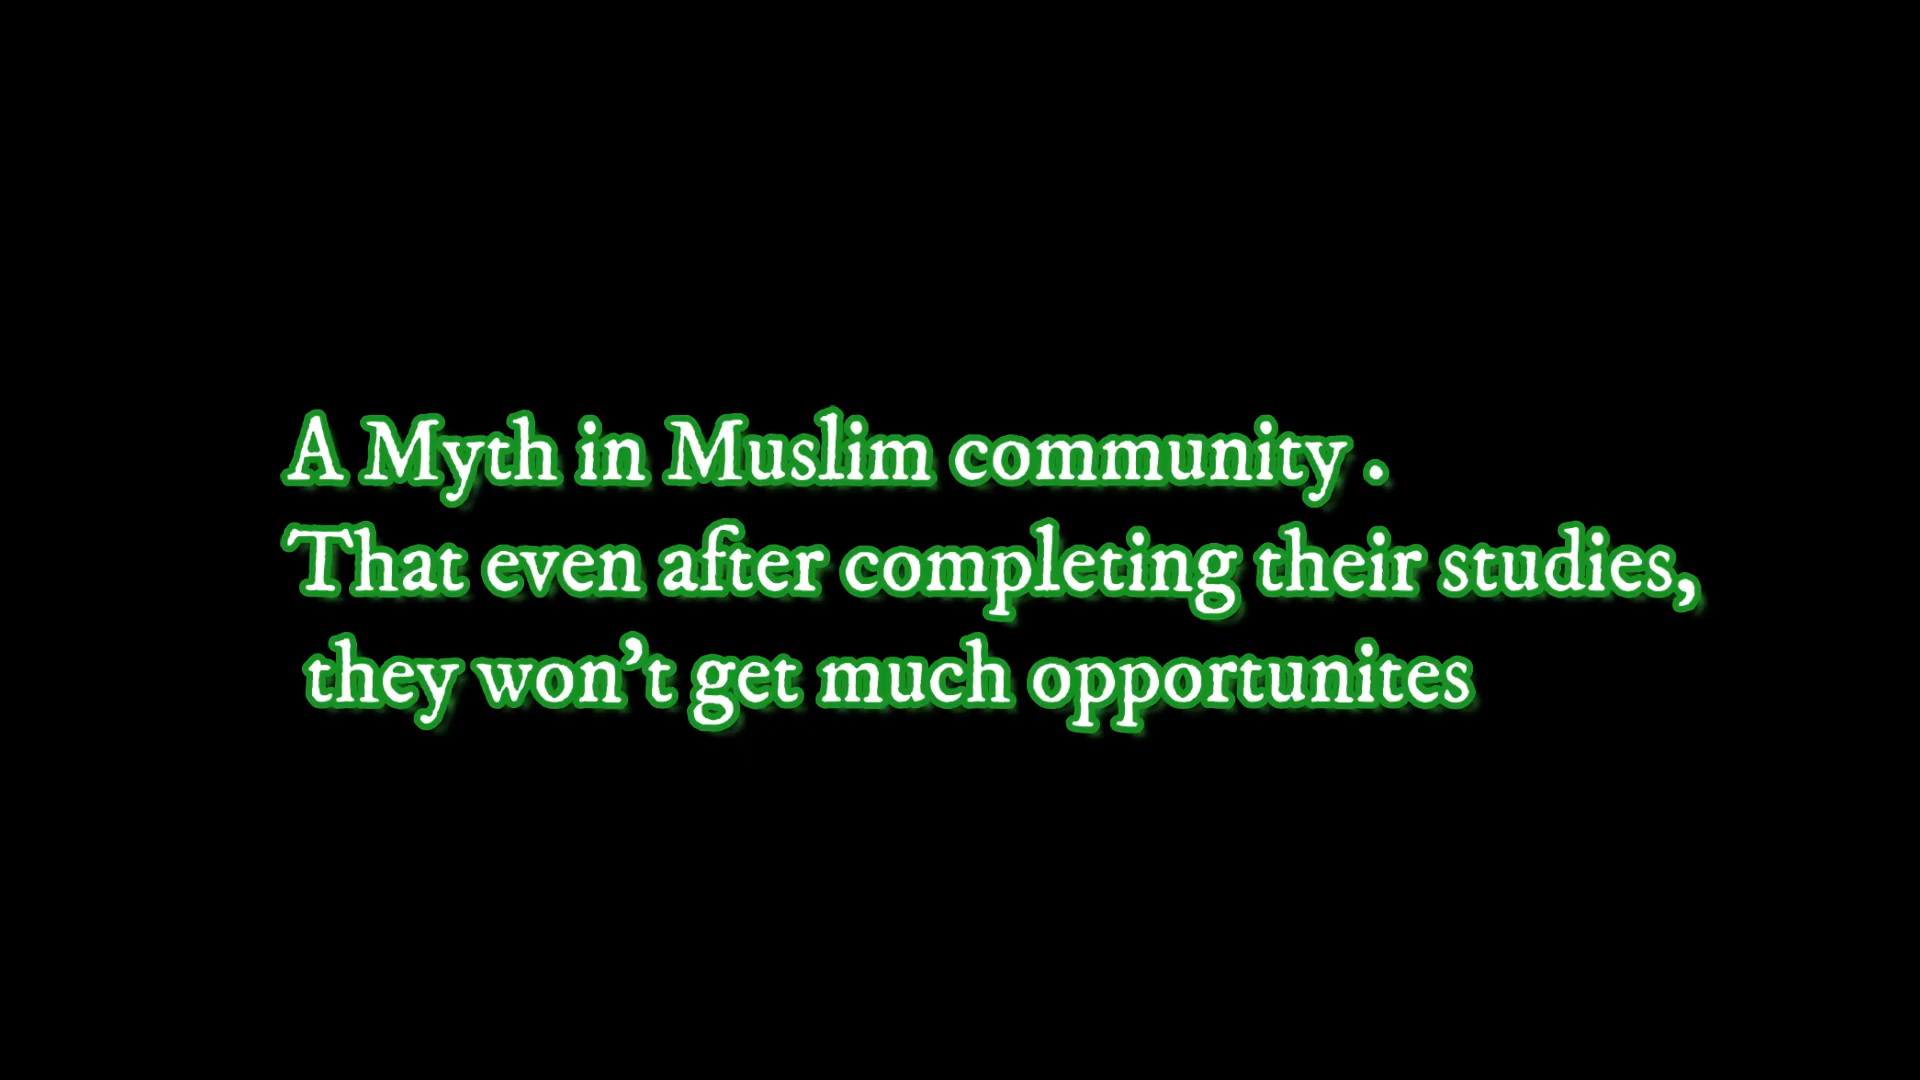 A Myth in Muslim community .
That even after completing their studies,
they won't get much opportunites